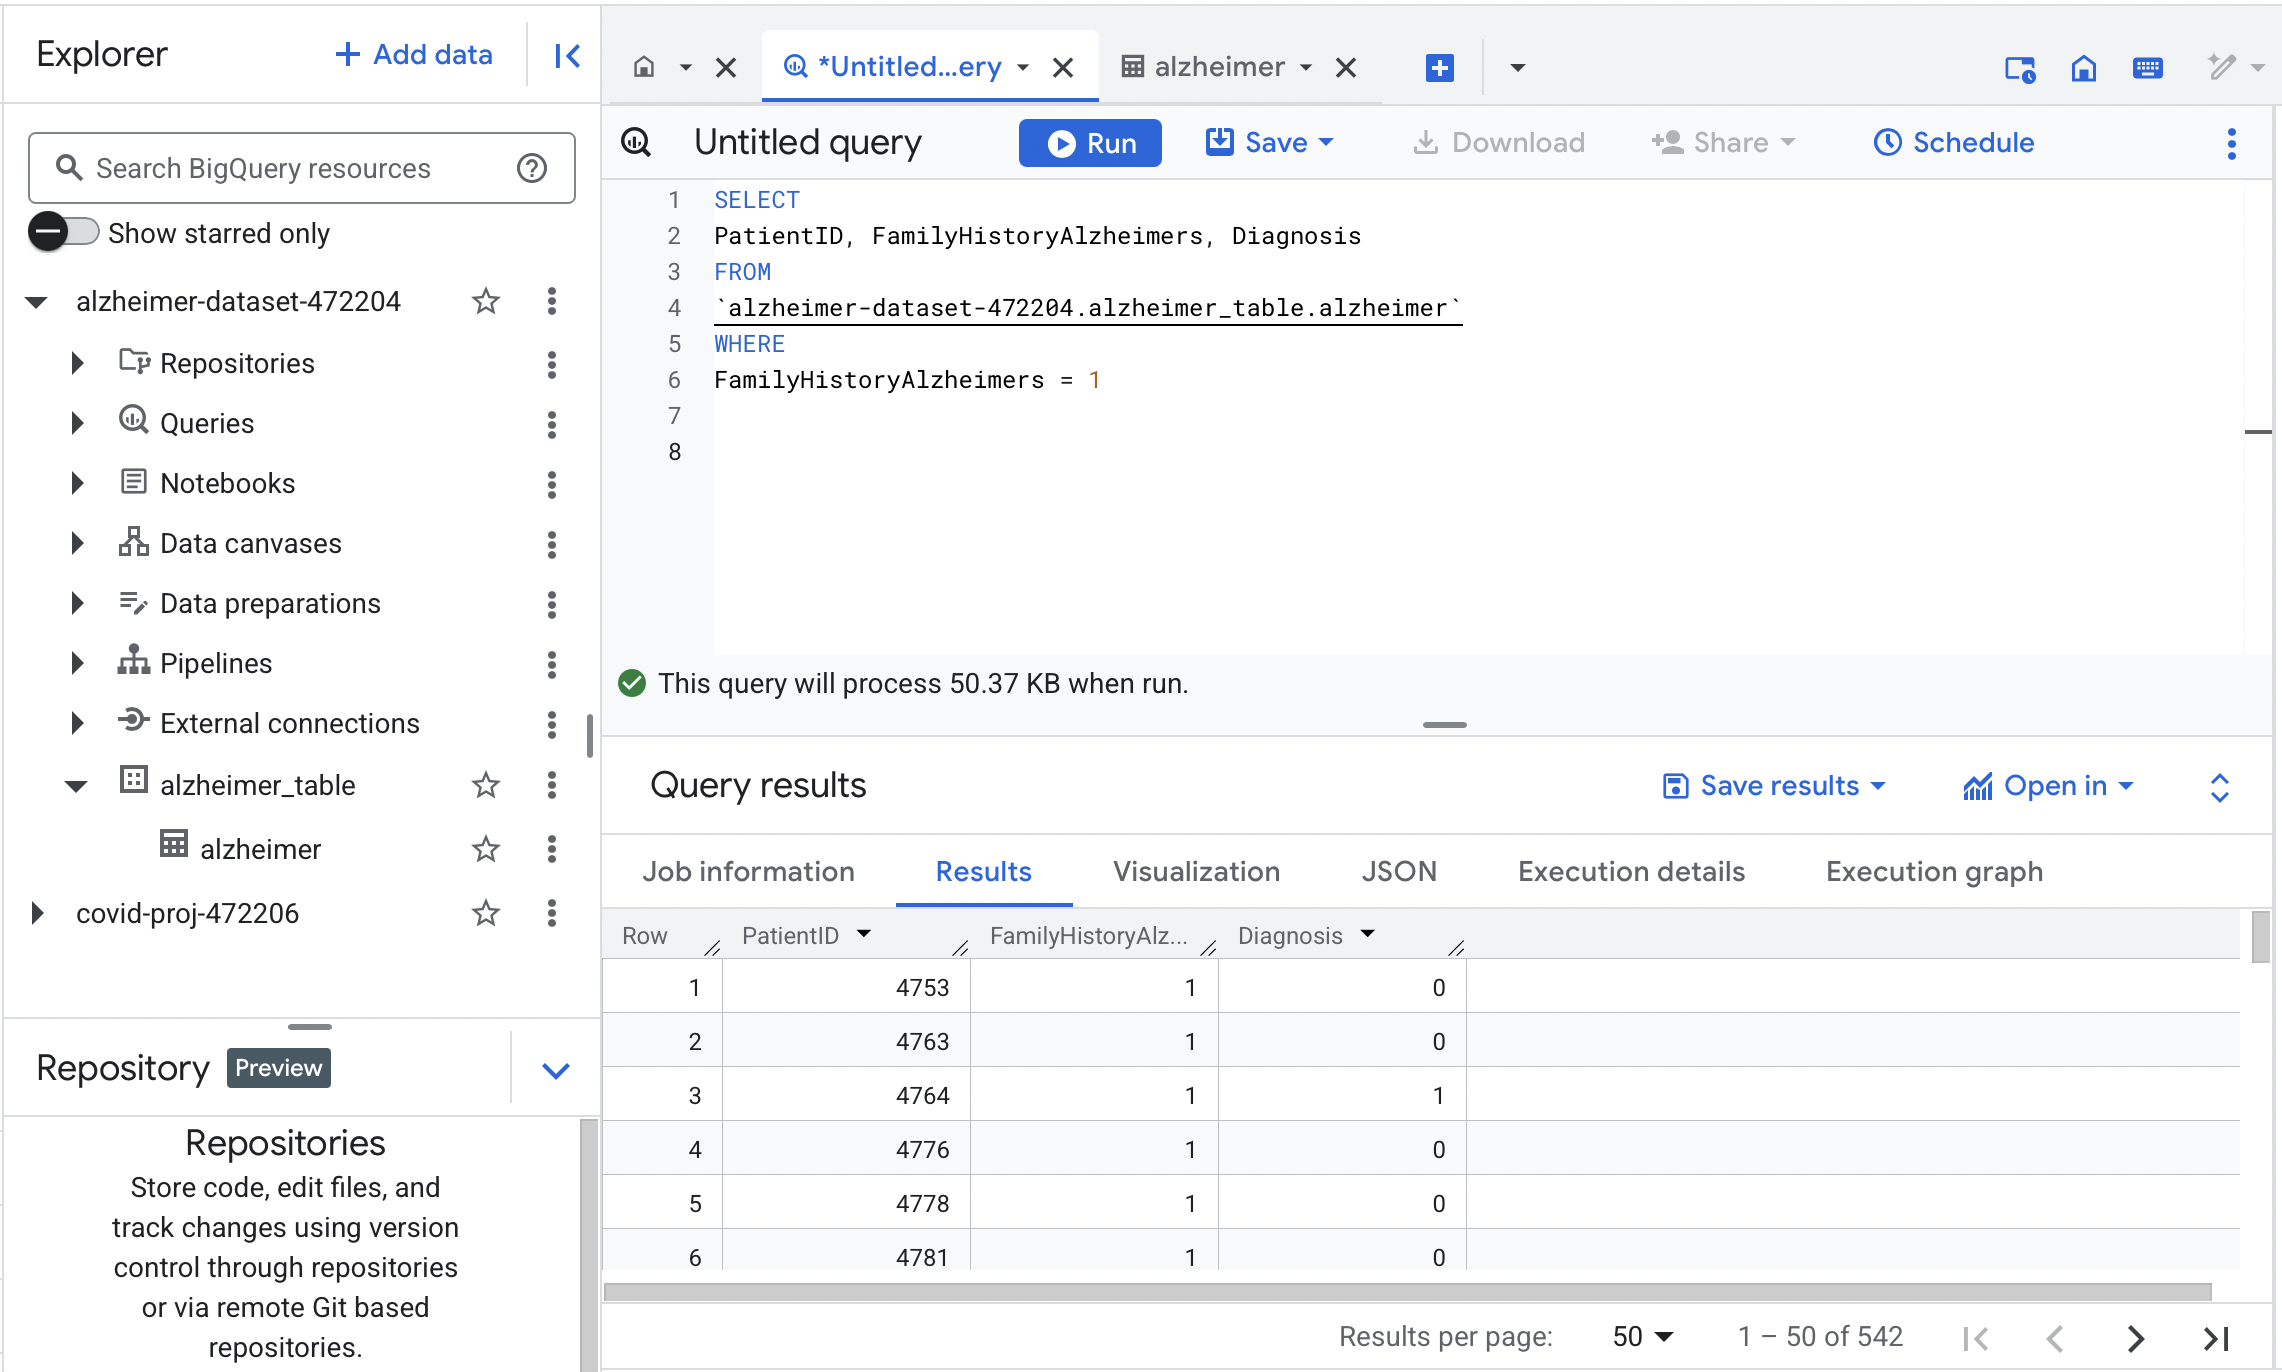 Explorer
+ Add data
*Untitled...ery
alzheimer
Search BigQuery resources
Show starred only
alzheimer-dataset-472204
Repositories
Queries
Notebooks
Data canvases
Data preparations
Pipelines
External connections
alzheimer_table
alzheimer
covid-proj-472206
Repository Preview
Repositories
Store code, edit files, and
track changes using version
control through repositories
or via remote Git based
repositories.
Untitled query
Run
Save
Download
Share
Schedule
1 SELECT
2 PatientID, FamilyHistoryAlzheimers, Diagnosis
3 FROM
4 `alzheimer-dataset-472204.alzheimer_table.alzheimer`
5 WHERE
6 FamilyHistoryAlzheimers = 1
7
8
This query will process 50.37 KB when run.
Query results
Save results
Open in
Job information Results Visualization JSON Execution details Execution graph
Row PatientID FamilyHistoryAlz... Diagnosis
1 4753 1 0
2 4763 1 0
3 4764 1 1
4 4776 1 0
5 4778 1 0
6 4781 1 0
Results per page: 50 1 – 50 of 542